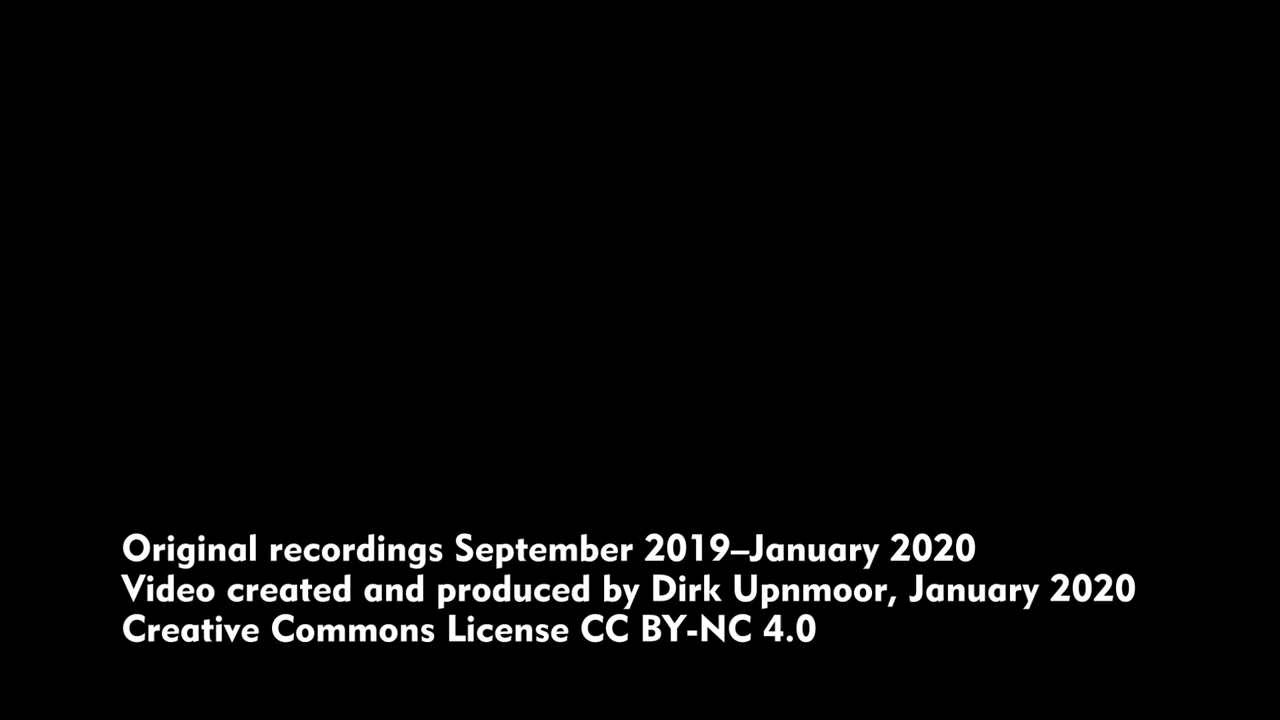 Original recordings September 2019–January 2020
Video created and produced by Dirk Upnmoor, January 2020
Creative Commons License CC BY-NC 4.0